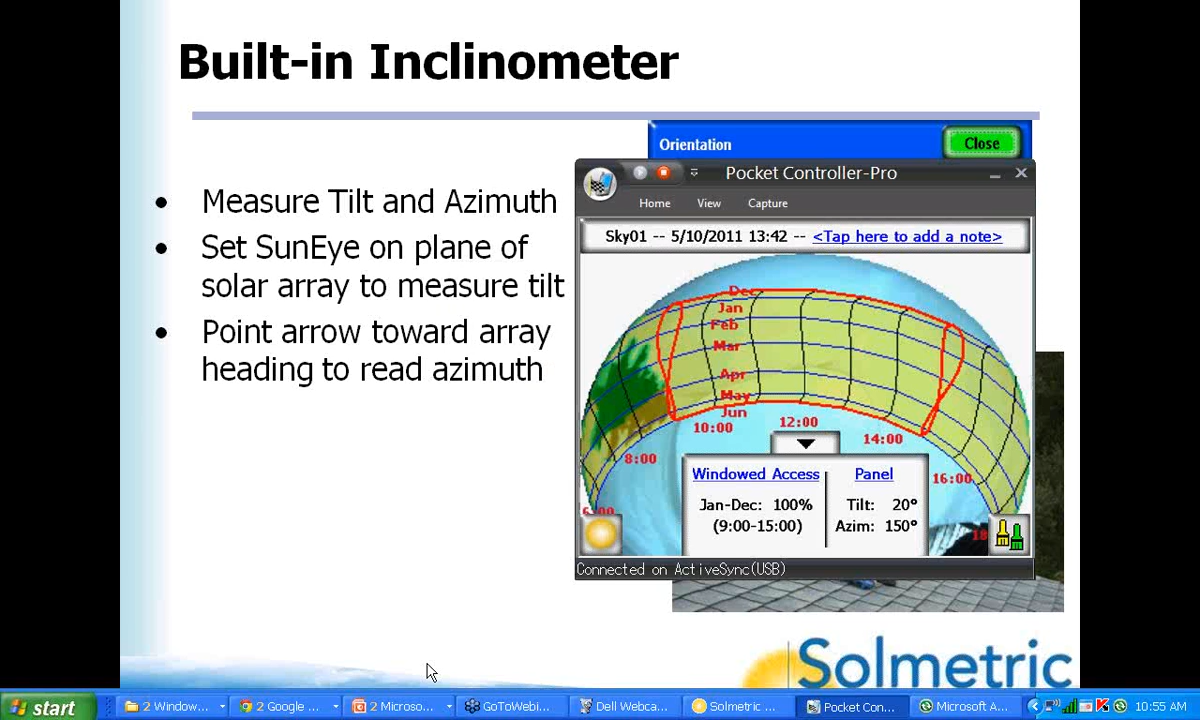 Built-in Inclinometer
Orientation
Close
Pocket Controller-Pro
Home View Capture
• Measure Tilt and Azimuth
• Set SunEye on plane of
solar array to measure tilt
• Point arrow toward array
heading to read azimuth
Sky01 -- 5/10/2011 13:42 -- <Tap here to add a note>
Dec
Jan
Feb
Mar
Apr
May
Jun
10:00
12:00
14:00
8:00
16:00
6:00
18
Windowed Access
Jan-Dec: 100%
(9:00-15:00)
Panel
Tilt: 20°
Azim: 150°
Connected on ActiveSync(USB)
Solmetric
start
2 Window...
2 Google ...
2 Microso...
GoToWebi...
Dell Webca...
Solmetric ...
Pocket Con...
Microsoft A...
10:55 AM